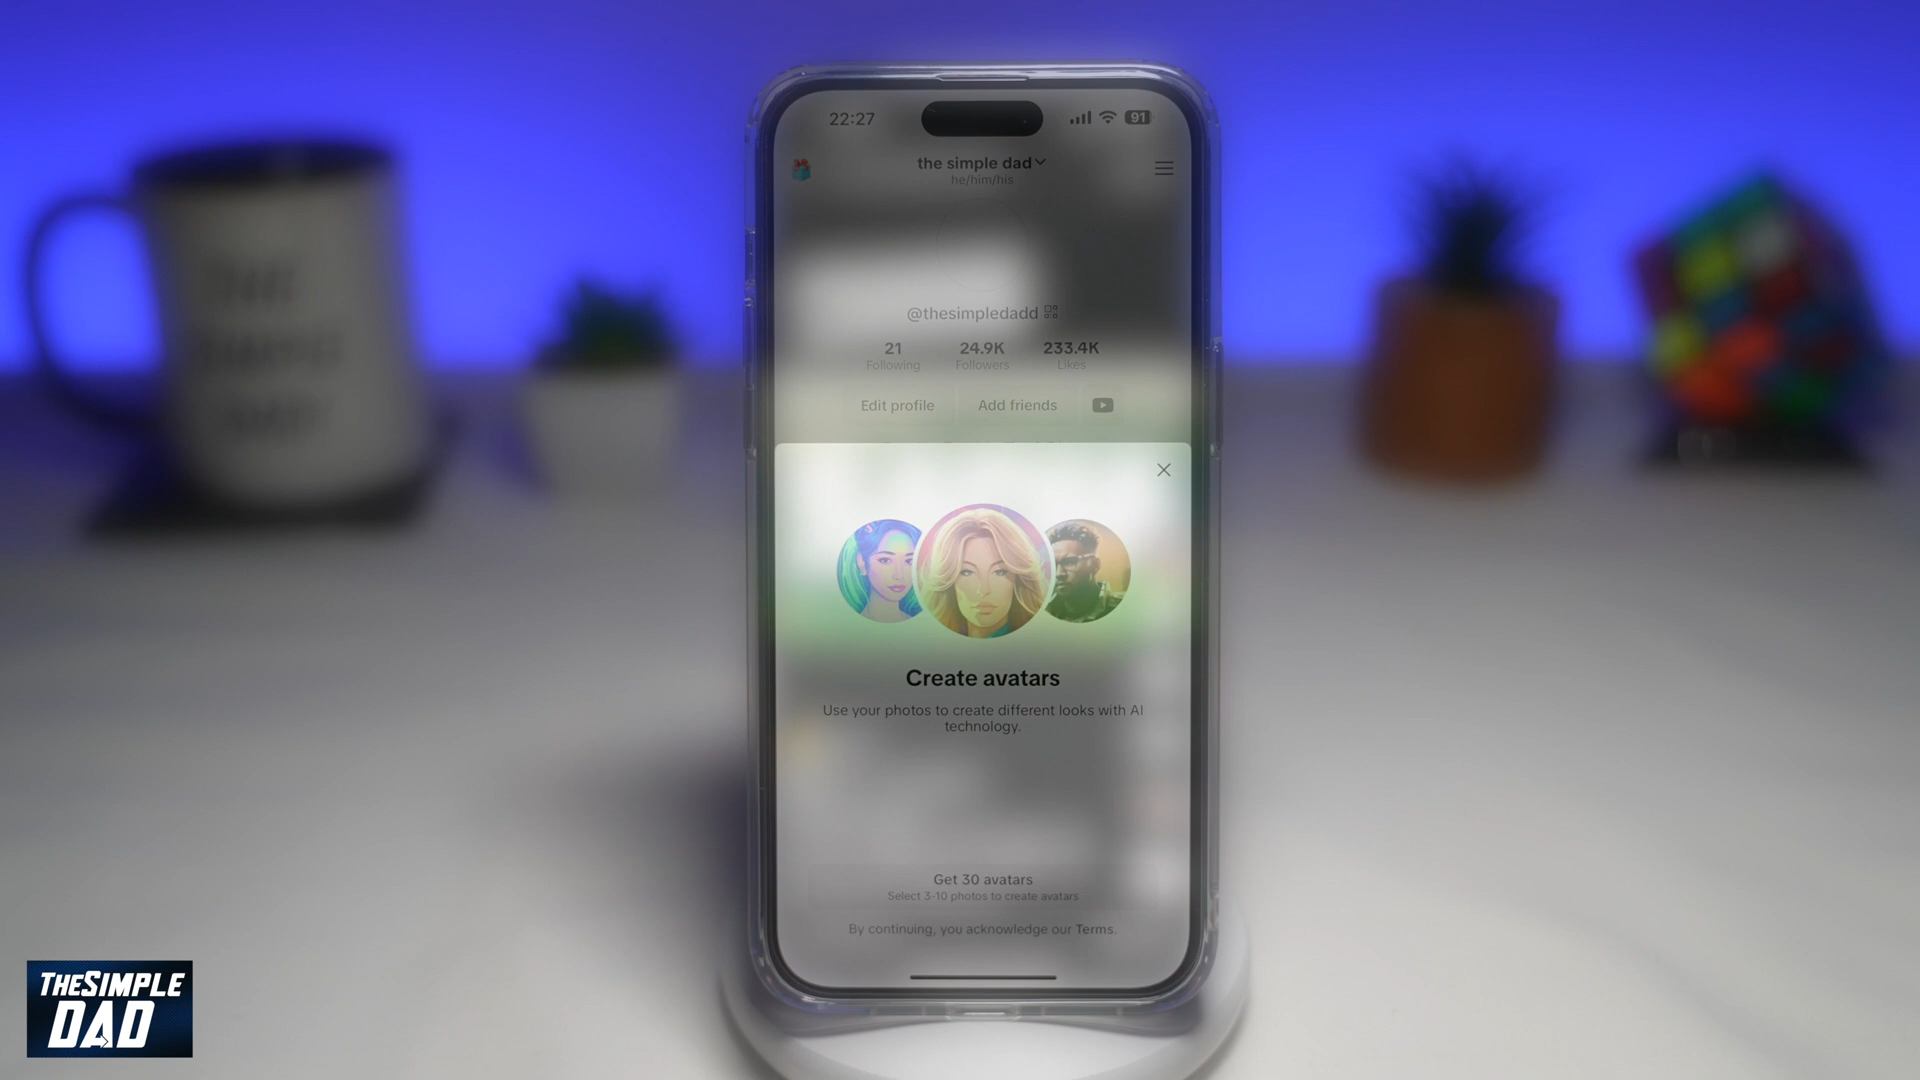 22:27
91
the simple dad
he/him/his
@thesimpledadd
21 24.9K 233.4K
Following Followers Likes
Edit profile Add friends
Create avatars
Use your photos to create different looks with AI
technology.
Get 30 avatars
Select 3-10 photos to create avatars
By continuing, you acknowledge our Terms.
THESIMPLE
DAD